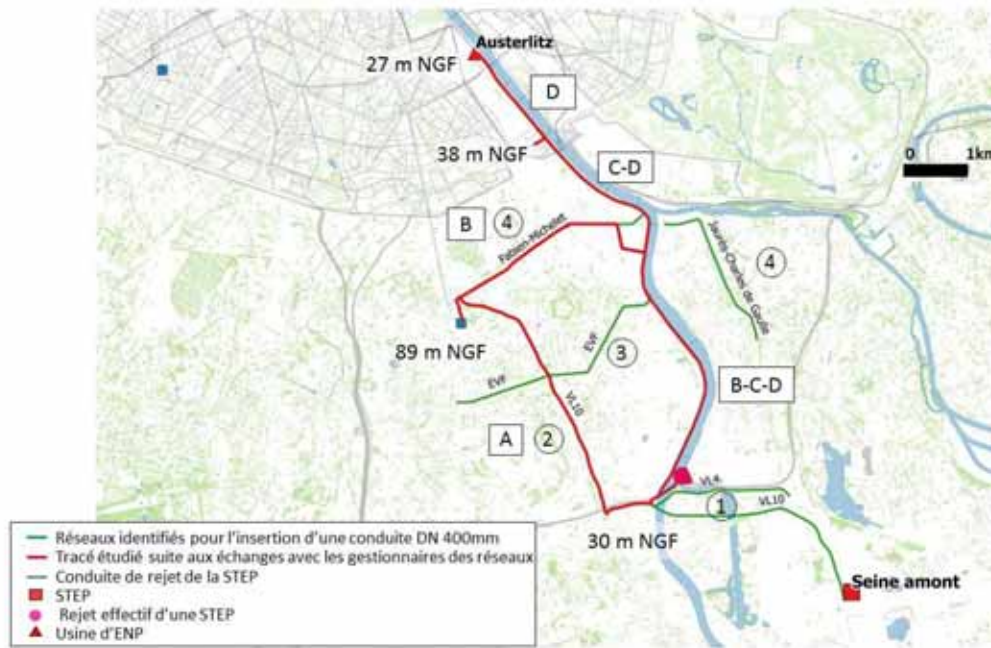 Austerlitz
27 m NGF
D
38 m NGF
C-D
0 1km
B 4
Fabien-Michelet
Jaurès-Charles de Gaulle
4
89 m NGF
EVF
3
EVF
B-C-D
VL10
A 2
VL4
1
VL10
30 m NGF
Seine amont
Réseaux identifiés pour l'insertion d'une conduite DN 400mm
Tracé étudié suite aux échanges avec les gestionnaires des réseaux
Conduite de rejet de la STEP
STEP
Rejet effectif d'une STEP
Usine d'ENP